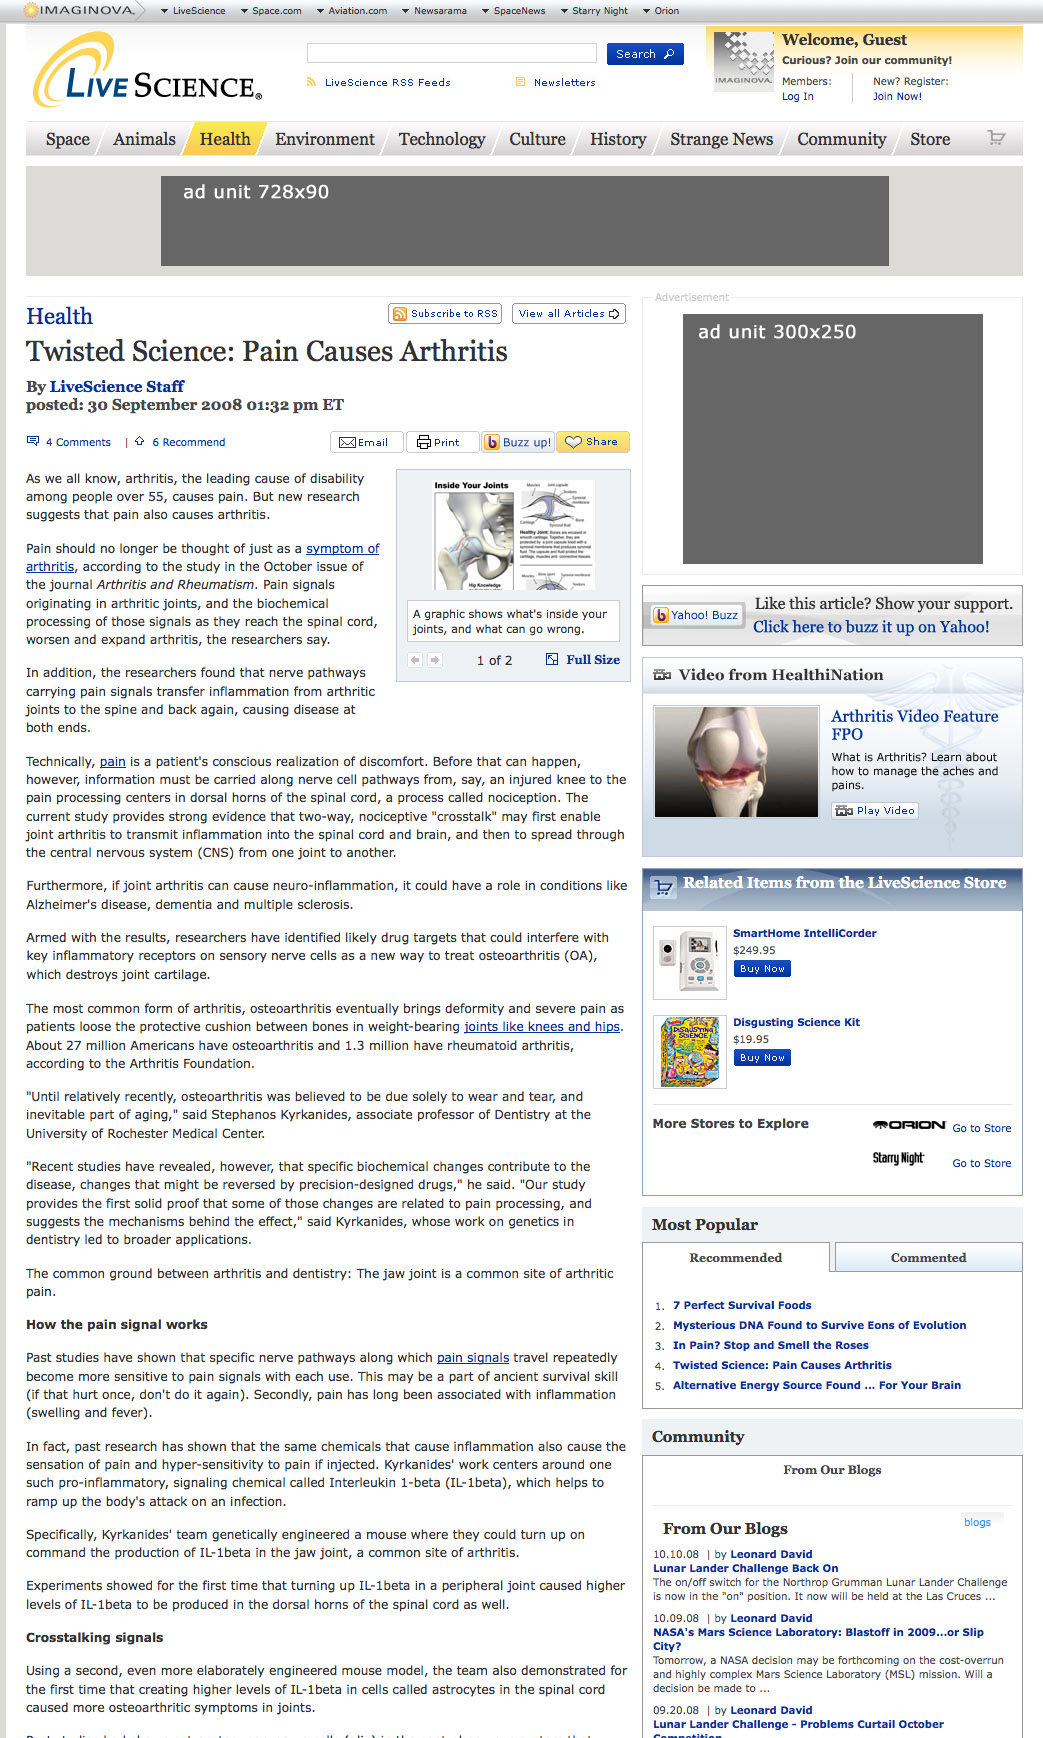 IMAGINOVA.
LiveScience
Space.com
Aviation.com
Newsarama
SpaceNews
Starry Night
Orion
LIVESCIENCE®
Search
LiveScience RSS Feeds
Newsletters
IMAGINOVA
Welcome, Guest
Curious? Join our community!
Members:
Log In
New? Register:
Join Now!
Space
Animals
Health
Environment
Technology
Culture
History
Strange News
Community
Store
ad unit 728x90
Health
Subscribe to RSS
View all Articles
Twisted Science: Pain Causes Arthritis
By LiveScience Staff
posted: 30 September 2008 01:32 pm ET
4 Comments | 6 Recommend
Email
Print
Buzz up!
Share
As we all know, arthritis, the leading cause of disability
among people over 55, causes pain. But new research
suggests that pain also causes arthritis.
Pain should no longer be thought of just as a symptom of
arthritis, according to the study in the October issue of
the journal Arthritis and Rheumatism. Pain signals
originating in arthritic joints, and the biochemical
processing of those signals as they reach the spinal cord,
worsen and expand arthritis, the researchers say.
In addition, the researchers found that nerve pathways
carrying pain signals transfer inflammation from arthritic
joints to the spine and back again, causing disease at
both ends.
Inside Your Joints
Hip Knowledge
A graphic shows what's inside your
joints, and what can go wrong.
1 of 2
Full Size
Technically, pain is a patient's conscious realization of discomfort. Before that can happen,
however, information must be carried along nerve cell pathways from, say, an injured knee to the
pain processing centers in dorsal horns of the spinal cord, a process called nociception. The
current study provides strong evidence that two-way, nociceptive "crosstalk" may first enable
joint arthritis to transmit inflammation into the spinal cord and brain, and then to spread through
the central nervous system (CNS) from one joint to another.
Furthermore, if joint arthritis can cause neuro-inflammation, it could have a role in conditions like
Alzheimer's disease, dementia and multiple sclerosis.
Armed with the results, researchers have identified likely drug targets that could interfere with
key inflammatory receptors on sensory nerve cells as a new way to treat osteoarthritis (OA),
which destroys joint cartilage.
The most common form of arthritis, osteoarthritis eventually brings deformity and severe pain as
patients loose the protective cushion between bones in weight-bearing joints like knees and hips.
About 27 million Americans have osteoarthritis and 1.3 million have rheumatoid arthritis,
according to the Arthritis Foundation.
"Until relatively recently, osteoarthritis was believed to be due solely to wear and tear, and
inevitable part of aging," said Stephanos Kyrkanides, associate professor of Dentistry at the
University of Rochester Medical Center.
"Recent studies have revealed, however, that specific biochemical changes contribute to the
disease, changes that might be reversed by precision-designed drugs," he said. "Our study
provides the first solid proof that some of those changes are related to pain processing, and
suggests the mechanisms behind the effect," said Kyrkanides, whose work on genetics in
dentistry led to broader applications.
The common ground between arthritis and dentistry: The jaw joint is a common site of arthritic
pain.
How the pain signal works
Past studies have shown that specific nerve pathways along which pain signals travel repeatedly
become more sensitive to pain signals with each use. This may be a part of ancient survival skill
(if that hurt once, don't do it again). Secondly, pain has long been associated with inflammation
(swelling and fever).
In fact, past research has shown that the same chemicals that cause inflammation also cause the
sensation of pain and hyper-sensitivity to pain if injected. Kyrkanides' work centers around one
such pro-inflammatory, signaling chemical called Interleukin 1-beta (IL-1beta), which helps to
ramp up the body's attack on an infection.
Specifically, Kyrkanides' team genetically engineered a mouse where they could turn up on
command the production of IL-1beta in the jaw joint, a common site of arthritis.
Experiments showed for the first time that turning up IL-1beta in a peripheral joint caused higher
levels of IL-1beta to be produced in the dorsal horns of the spinal cord as well.
Crosstalking signals
Using a second, even more elaborately engineered mouse model, the team also demonstrated for
the first time that creating higher levels of IL-1beta in cells called astrocytes in the spinal cord
caused more osteoarthritic symptoms in joints.
Advertisement
ad unit 300x250
Yahoo! Buzz
Like this article? Show your support.
Click here to buzz it up on Yahoo!
Video from HealthiNation
Arthritis Video Feature
FPO
What is Arthritis? Learn about
how to manage the aches and
pains.
Play Video
Related Items from the LiveScience Store
SmartHome IntelliCorder
$249.95
Buy Now
DISGUSTING
SCIENCE
Disgusting Science Kit
$19.95
Buy Now
More Stores to Explore
ORION
Go to Store
Starry Night
Go to Store
Most Popular
Recommended
Commented
1. 7 Perfect Survival Foods
2. Mysterious DNA Found to Survive Eons of Evolution
3. In Pain? Stop and Smell the Roses
4. Twisted Science: Pain Causes Arthritis
5. Alternative Energy Source Found ... For Your Brain
Community
From Our Blogs
blogs
From Our Blogs
10.10.08 | by Leonard David
Lunar Lander Challenge Back On
The on/off switch for the Northrop Grumman Lunar Lander Challenge
is now in the "on" position. It now will be held at the Las Cruces ...
10.09.08 | by Leonard David
NASA's Mars Science Laboratory: Blastoff in 2009...or Slip
City?
Tomorrow, a NASA decision may be forthcoming on the cost-overrun
and highly complex Mars Science Laboratory (MSL) mission. Will a
decision be made to ...
09.20.08 | by Leonard David
Lunar Lander Challenge - Problems Curtail October
Competition